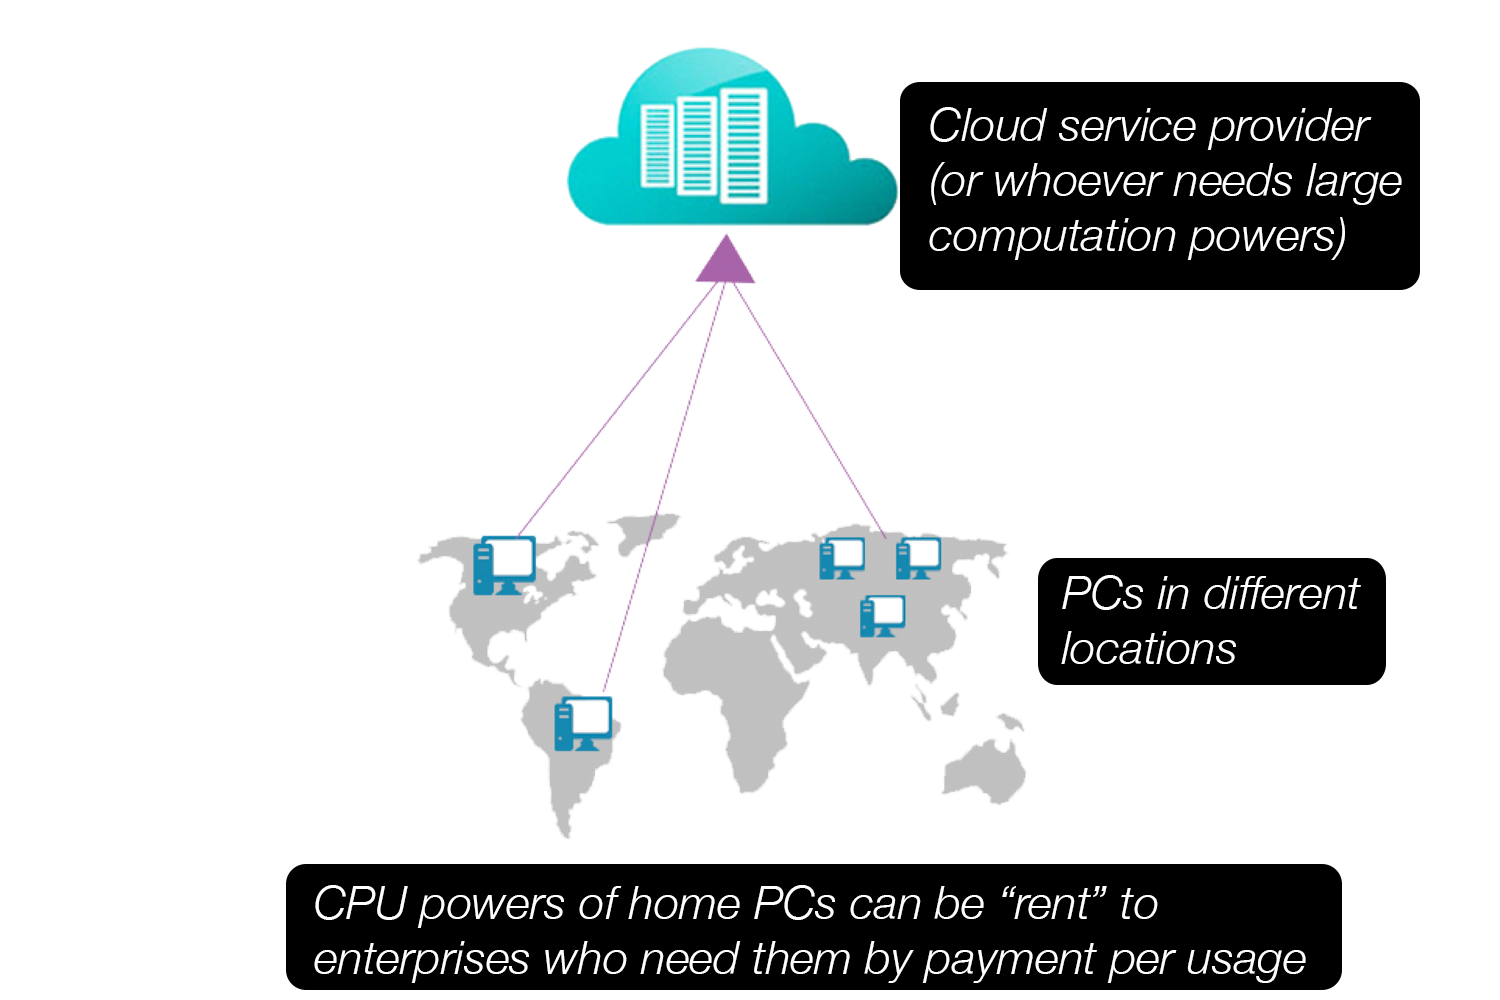 Cloud service provider
(or whoever needs large
computation powers)
PCs in different
locations
CPU powers of home PCs can be “rent” to
enterprises who need them by payment per usage